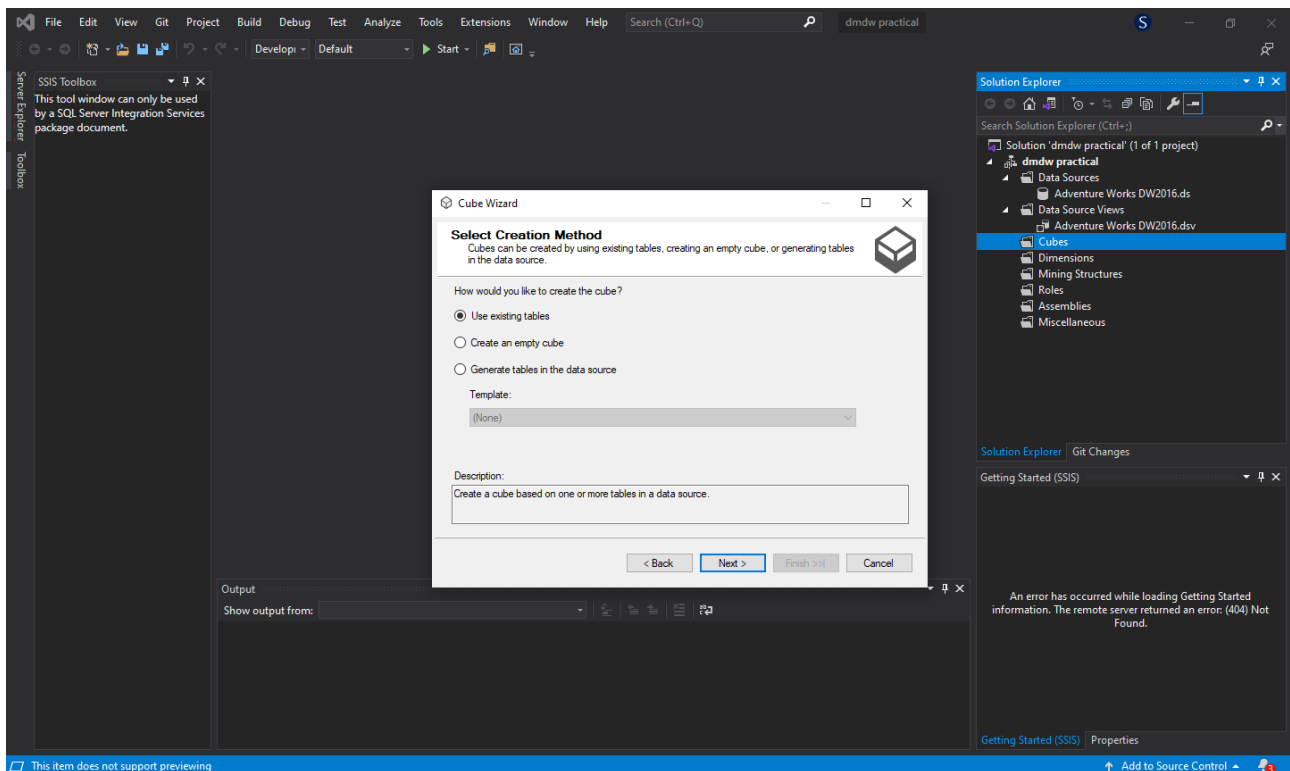 File Edit View Git Project Build Debug Test Analyze Tools Extensions Window Help Search (Ctrl+Q) dmdw practical S
Develop Default Start
Server Explorer
Toolbox
SSIS Toolbox
This tool window can only be used
by a SQL Server Integration Services
package document.
Cube Wizard
Select Creation Method
Cubes can be created by using existing tables, creating an empty cube, or generating tables
in the data source.
How would you like to create the cube?
Use existing tables
Create an empty cube
Generate tables in the data source
Template:
(None)
Description:
Create a cube based on one or more tables in a data source.
< Back Next > Finish >>| Cancel
Output
Show output from:
Solution Explorer
Search Solution Explorer (Ctrl+;)
Solution 'dmdw practical' (1 of 1 project)
dmdw practical
Data Sources
Adventure Works DW2016.ds
Data Source Views
Adventure Works DW2016.dsv
Cubes
Dimensions
Mining Structures
Roles
Assemblies
Miscellaneous
Solution Explorer Git Changes
Getting Started (SSIS)
An error has occurred while loading Getting Started
information. The remote server returned an error: (404) Not
Found.
Getting Started (SSIS) Properties
This item does not support previewing Add to Source Control 3